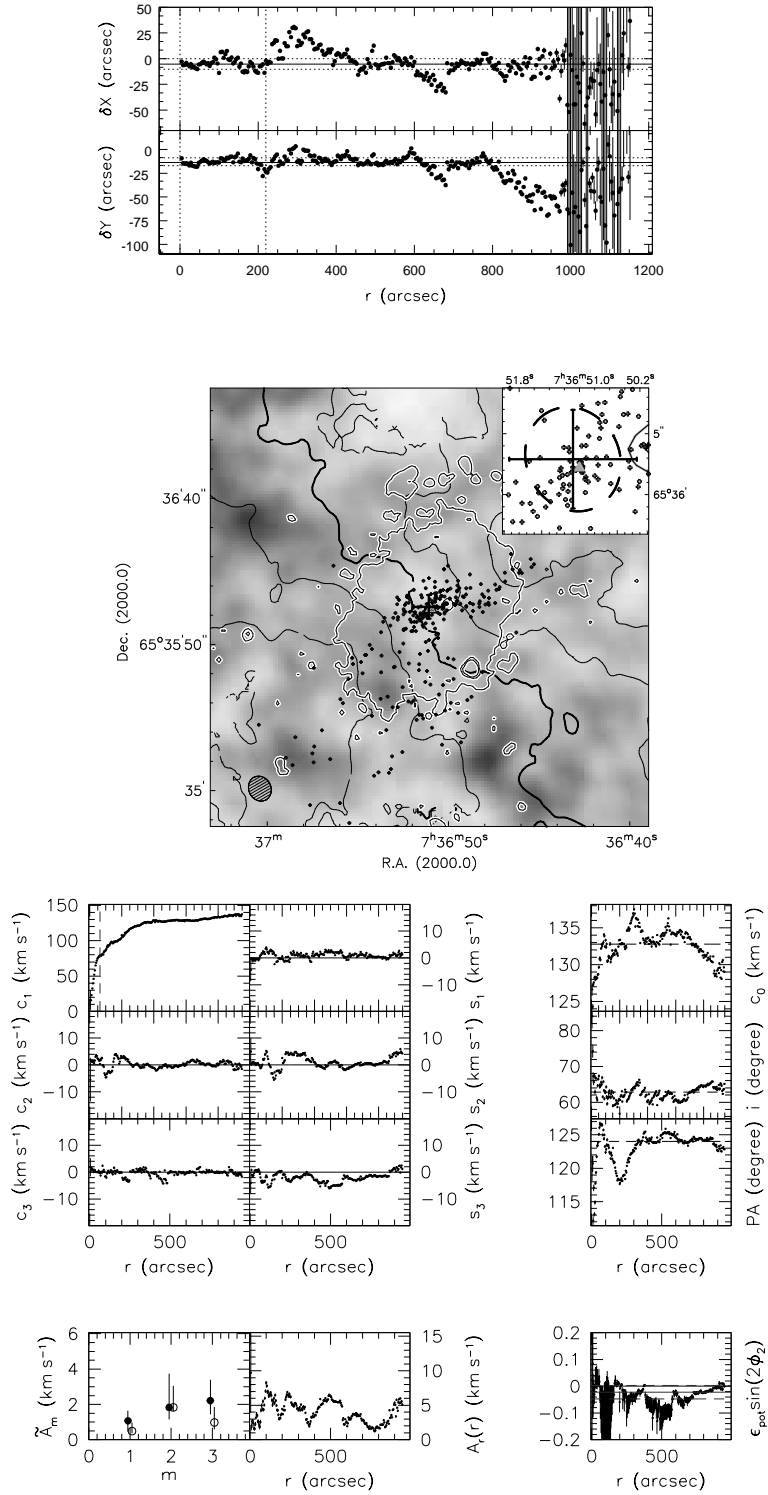 50
25
0
-25
-50
δX (arcsec)
0
-25
-50
-75
-100
δY (arcsec)
0 200 400 600 800 1000 1200
r (arcsec)
51.8ˢ 7ʰ36ᵐ51.0ˢ 50.2ˢ
5"
65°36'
36'40"
65°35'50"
35'
Dec. (2000.0)
37ᵐ 7ʰ36ᵐ50ˢ 36ᵐ40ˢ
R.A. (2000.0)
150
100
50
0
c₁ (km s⁻¹)
10
−10
s₁ (km s⁻¹)
135
130
125
c₀ (km s⁻¹)
10
0
−10
c₂ (km s⁻¹)
10
0
−10
s₂ (km s⁻¹)
80
70
60
i (degree)
10
0
−10
c₃ (km s⁻¹)
10
0
−10
s₃ (km s⁻¹)
125
120
115
PA (degree)
0 500
r (arcsec)
0 500
r (arcsec)
0 500
r (arcsec)
6
4
2
0
Ãₘ (km s⁻¹)
0 1 2 3
m
15
10
5
0
Aᵣ(r) (km s⁻¹)
0 500
r (arcsec)
0.2
0.1
0
−0.1
−0.2
ϵₚₒₜsin(2ϕ₂)
0 500
r (arcsec)